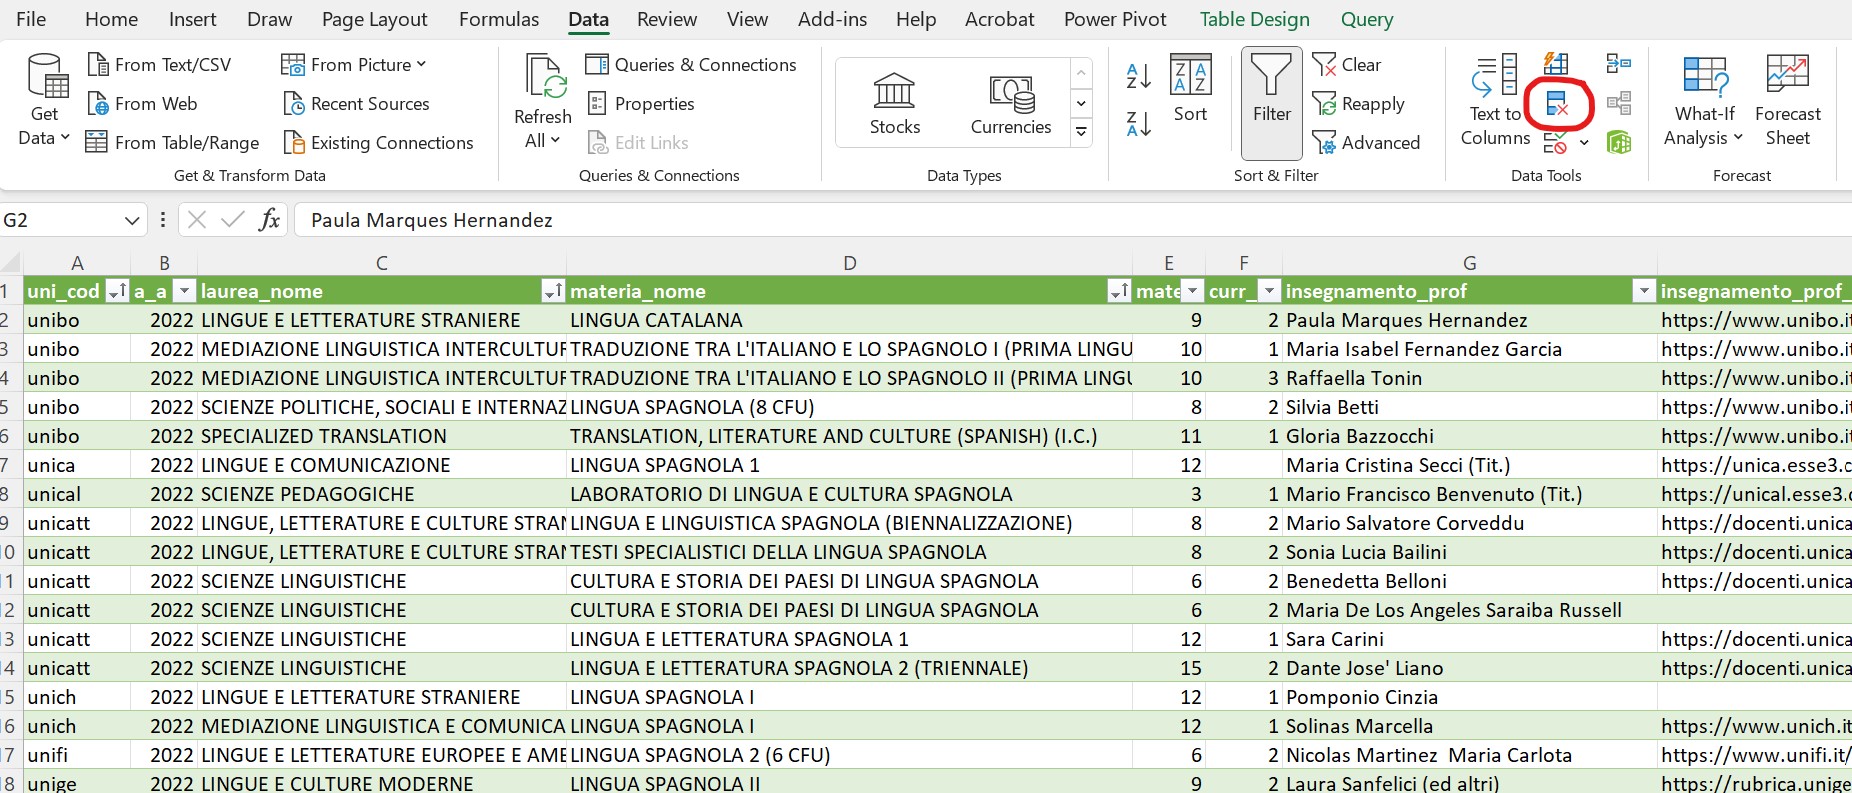 File Home Insert Draw Page Layout Formulas Data Review View Add-ins Help Acrobat Power Pivot Table Design Query
Get Data
From Text/CSV
From Web
From Table/Range
From Picture
Recent Sources
Existing Connections
Get & Transform Data
Refresh All
Queries & Connections
Properties
Edit Links
Queries & Connections
Stocks
Currencies
Data Types
Sort
Filter
Clear
Reapply
Advanced
Sort & Filter
Text to Columns
Data Tools
What-If Analysis
Forecast Sheet
Forecast
G2 fx Paula Marques Hernandez
A B C D E F G
1 uni_cod a_a laurea_nome materia_nome mate curr_ insegnamento_prof insegnamento_prof_
2 unibo 2022 LINGUE E LETTERATURE STRANIERE LINGUA CATALANA 9 2 Paula Marques Hernandez https://www.unibo.it
3 unibo 2022 MEDIAZIONE LINGUISTICA INTERCULTUR TRADUZIONE TRA L'ITALIANO E LO SPAGNOLO I (PRIMA LINGU 10 1 Maria Isabel Fernandez Garcia https://www.unibo.it
4 unibo 2022 MEDIAZIONE LINGUISTICA INTERCULTUR TRADUZIONE TRA L'ITALIANO E LO SPAGNOLO II (PRIMA LINGU 10 3 Raffaella Tonin https://www.unibo.it
5 unibo 2022 SCIENZE POLITICHE, SOCIALI E INTERNAZ LINGUA SPAGNOLA (8 CFU) 8 2 Silvia Betti https://www.unibo.it
6 unibo 2022 SPECIALIZED TRANSLATION TRANSLATION, LITERATURE AND CULTURE (SPANISH) (I.C.) 11 1 Gloria Bazzocchi https://www.unibo.it
7 unica 2022 LINGUE E COMUNICAZIONE LINGUA SPAGNOLA 1 12 Maria Cristina Secci (Tit.) https://unica.esse3.c
8 unical 2022 SCIENZE PEDAGOGICHE LABORATORIO DI LINGUA E CULTURA SPAGNOLA 3 1 Mario Francisco Benvenuto (Tit.) https://unical.esse3.
9 unicatt 2022 LINGUE, LETTERATURE E CULTURE STRAN LINGUA E LINGUISTICA SPAGNOLA (BIENNALIZZAZIONE) 8 2 Mario Salvatore Corveddu https://docenti.unica
10 unicatt 2022 LINGUE, LETTERATURE E CULTURE STRAN TESTI SPECIALISTICI DELLA LINGUA SPAGNOLA 8 2 Sonia Lucia Bailini https://docenti.unica
11 unicatt 2022 SCIENZE LINGUISTICHE CULTURA E STORIA DEI PAESI DI LINGUA SPAGNOLA 6 2 Benedetta Belloni https://docenti.unica
12 unicatt 2022 SCIENZE LINGUISTICHE CULTURA E STORIA DEI PAESI DI LINGUA SPAGNOLA 6 2 Maria De Los Angeles Saraiba Russell
13 unicatt 2022 SCIENZE LINGUISTICHE LINGUA E LETTERATURA SPAGNOLA 1 12 1 Sara Carini https://docenti.unica
14 unicatt 2022 SCIENZE LINGUISTICHE LINGUA E LETTERATURA SPAGNOLA 2 (TRIENNALE) 15 2 Dante Jose' Liano https://docenti.unica
15 unich 2022 LINGUE E LETTERATURE STRANIERE LINGUA SPAGNOLA I 12 1 Pomponio Cinzia
16 unich 2022 MEDIAZIONE LINGUISTICA E COMUNICA LINGUA SPAGNOLA I 12 1 Solinas Marcella https://www.unich.it
17 unifi 2022 LINGUE E LETTERATURE EUROPEE E AME LINGUA SPAGNOLA 2 (6 CFU) 6 2 Nicolas Martinez  Maria Carlota https://www.unifi.it/
18 unige 2022 LINGUE E CULTURE MODERNE LINGUA SPAGNOLA II 9 2 Laura Sanfelici (ed altri) https://rubrica.unige